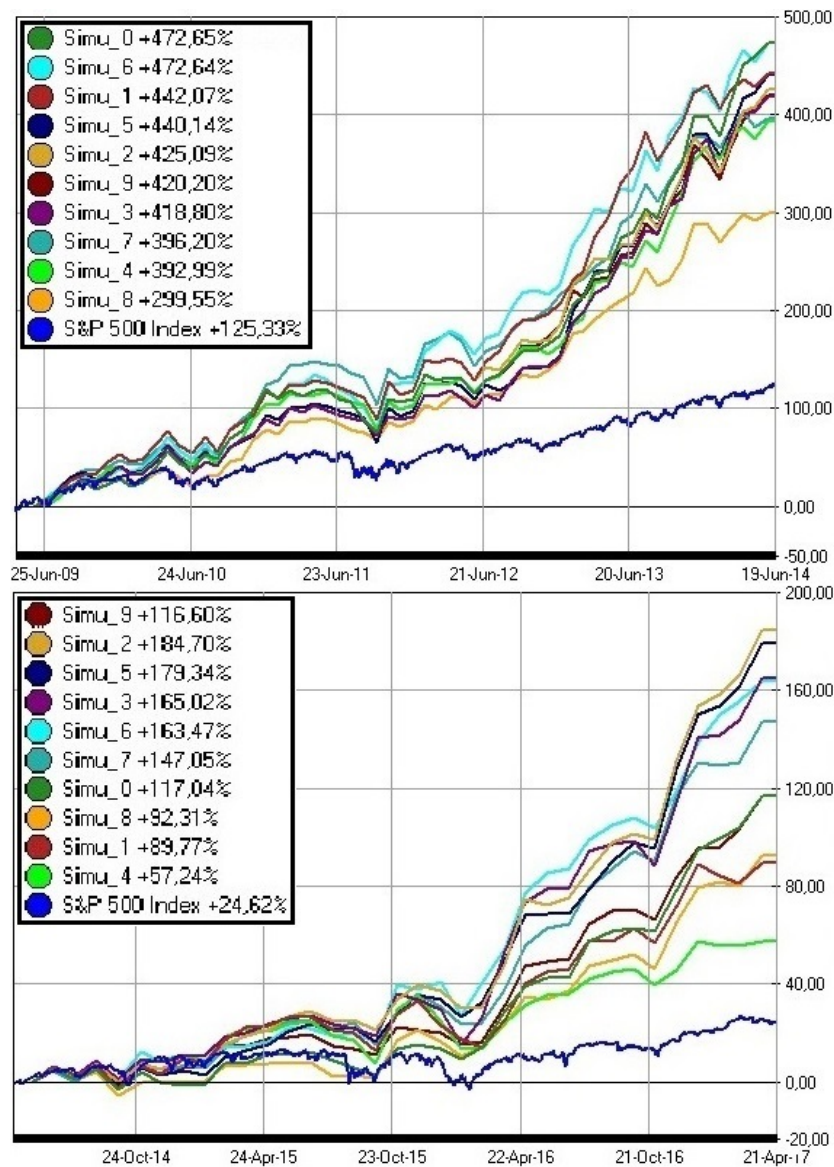 Simu_0 +472,65%
Simu_6 +472,64%
Simu_1 +442,07%
Simu_5 +440,14%
Simu_2 +425,09%
Simu_9 +420,20%
Simu_3 +418,80%
Simu_7 +396,20%
Simu_4 +392,99%
Simu_8 +299,55%
S&P 500 Index +125,33%
500,00
400,00
300,00
200,00
100,00
0,00
-50,00
25-Jun-09 24-Jun-10 23-Jun-11 21-Jun-12 20-Jun-13 19-Jun-14
Simu_9 +116,60%
Simu_2 +184,70%
Simu_5 +179,34%
Simu_3 +165,02%
Simu_6 +163,47%
Simu_7 +147,05%
Simu_0 +117,04%
Simu_8 +92,31%
Simu_1 +89,77%
Simu_4 +57,24%
S&P 500 Index +24,62%
200,00
160,00
120,00
80,00
40,00
0,00
-20,00
24-Oct-14 24-Apr-15 23-Oct-15 22-Apr-16 21-Oct-16 21-Apr-17